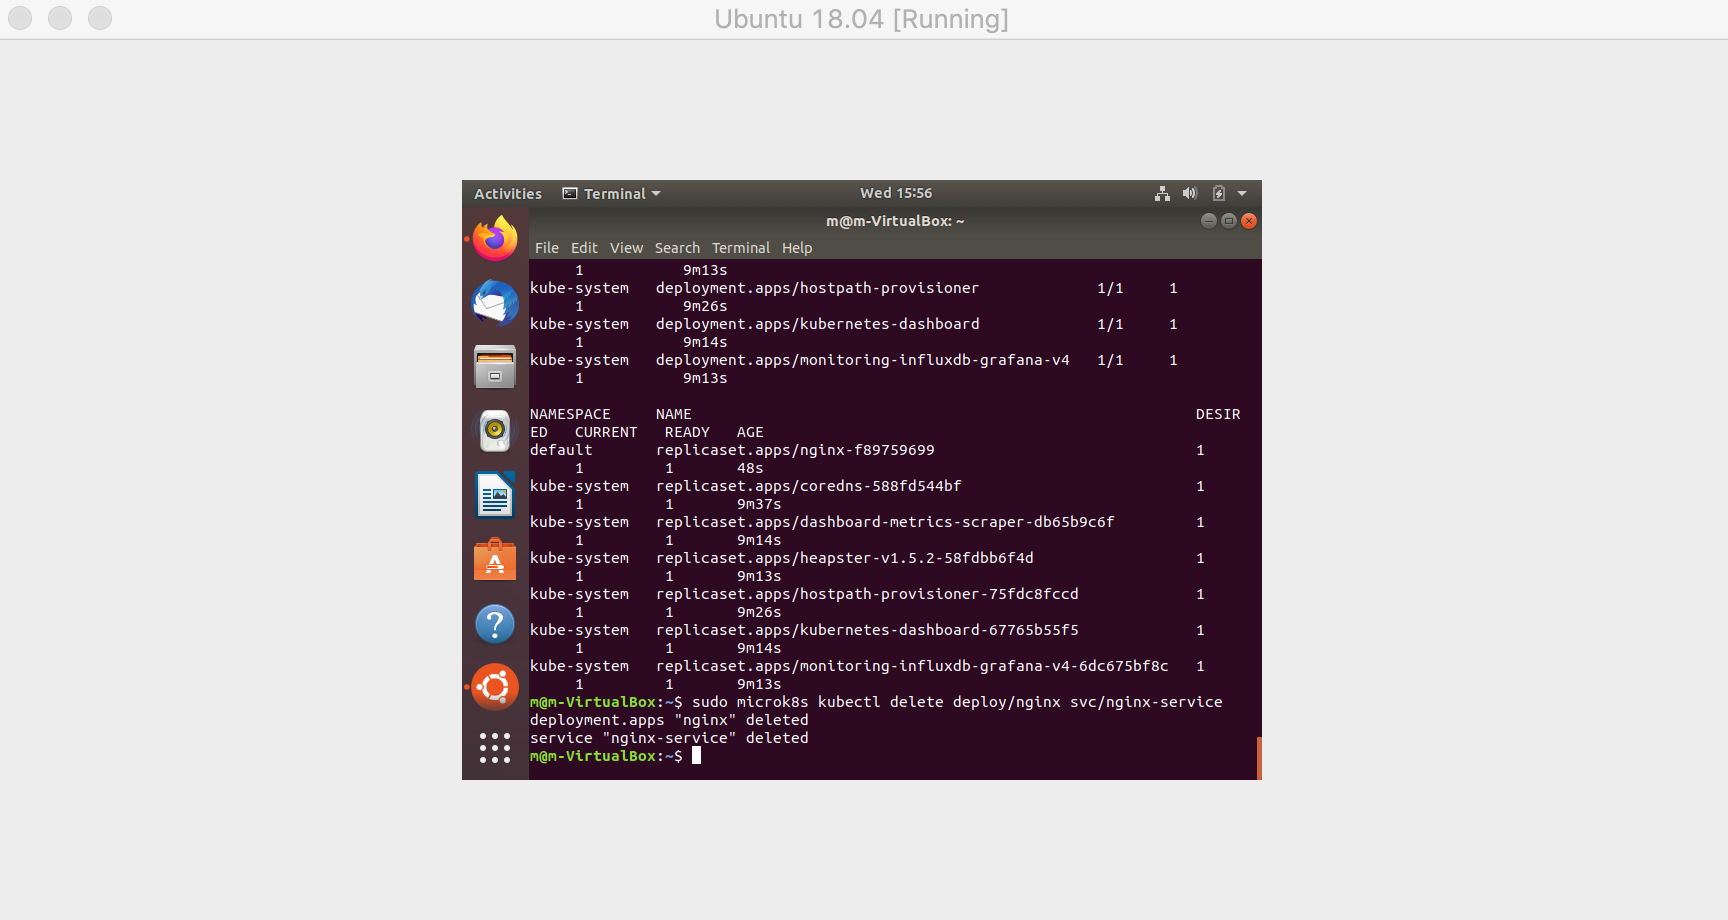 Ubuntu 18.04 [Running]
Activities Terminal Wed 15:56
m@m-VirtualBox: ~
File Edit View Search Terminal Help
1 9m13s
kube-system deployment.apps/hostpath-provisioner 1/1 1
1 9m26s
kube-system deployment.apps/kubernetes-dashboard 1/1 1
1 9m14s
kube-system deployment.apps/monitoring-influxdb-grafana-v4 1/1 1
1 9m13s
NAMESPACE NAME DESIR
ED CURRENT READY AGE
default replicaset.apps/nginx-f89759699 1
1 1 48s
kube-system replicaset.apps/coredns-588fd544bf 1
1 1 9m37s
kube-system replicaset.apps/dashboard-metrics-scraper-db65b9c6f 1
1 1 9m14s
kube-system replicaset.apps/heapster-v1.5.2-58fdbb6f4d 1
1 1 9m13s
kube-system replicaset.apps/hostpath-provisioner-75fdc8fccd 1
1 1 9m26s
kube-system replicaset.apps/kubernetes-dashboard-67765b55f5 1
1 1 9m14s
kube-system replicaset.apps/monitoring-influxdb-grafana-v4-6dc675bf8c 1
1 1 9m13s
m@m-VirtualBox:~$ sudo microk8s kubectl delete deploy/nginx svc/nginx-service
deployment.apps "nginx" deleted
service "nginx-service" deleted
m@m-VirtualBox:~$